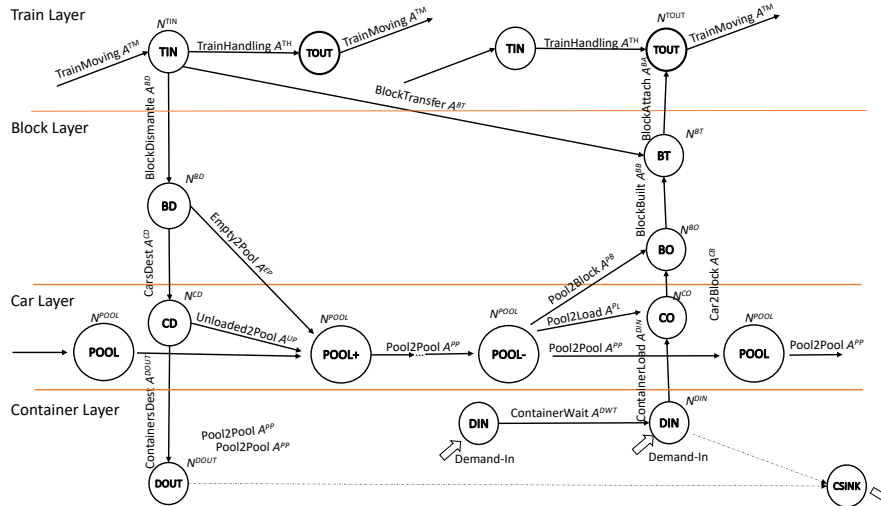 Train Layer
N^TIN
N^TOUT
TrainMoving A^TM
TIN
TrainHandling A^TH
TOUT
TrainMoving A^TM
TIN
TrainHandling A^TH
TOUT
TrainMoving A^TM
BlockDismantle A^BD
BlockTransfer A^BT
BlockAttach A^BA
Block Layer
N^BT
BT
N^BD
BD
Empty2Pool A^EP
BlockBuilt A^BB
N^BO
BO
CarsDest A^CD
Pool2Block A^PB
Car2Block A^CB
Car Layer
N^CD
CD
N^CO
CO
N^POOL
POOL
Unloaded2Pool A^UP
N^POOL
POOL+
Pool2Pool A^PP
...
N^POOL
POOL-
Pool2Load A^PL
Pool2Pool A^PP
N^POOL
POOL
Pool2Pool A^PP
ContainersDest A^DOUT
ContainerLoad A^DIN
Container Layer
DIN
ContainerWait A^DWT
N^DIN
DIN
Demand-In
Demand-In
Pool2Pool A^PP
Pool2Pool A^PP
N^DOUT
DOUT
CSINK